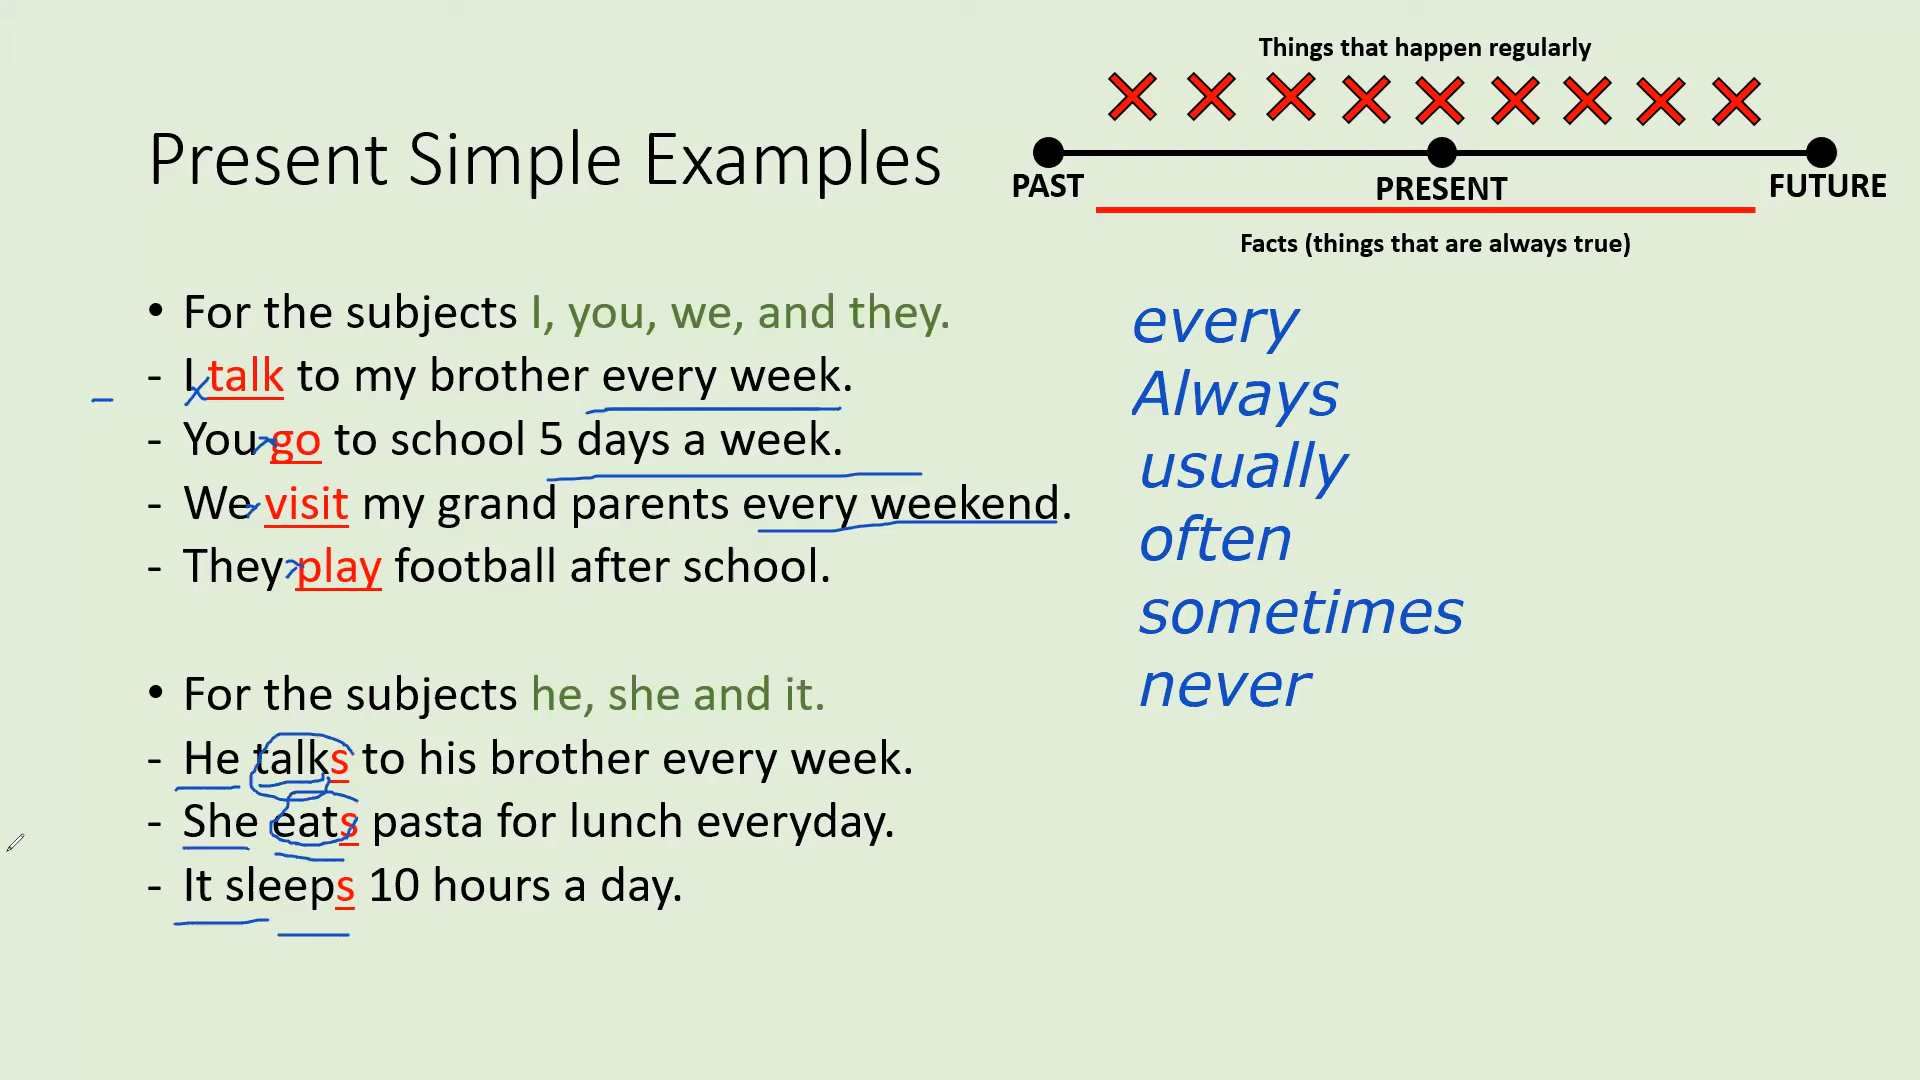 Things that happen regularly
PAST
PRESENT
FUTURE
Facts (things that are always true)
Present Simple Examples
• For the subjects I, you, we, and they.
- I talk to my brother every week.
- You go to school 5 days a week.
- We visit my grand parents every weekend.
- They play football after school.
• For the subjects he, she and it.
- He talks to his brother every week.
- She eats pasta for lunch everyday.
- It sleeps 10 hours a day.
every
Always
usually
often
sometimes
never